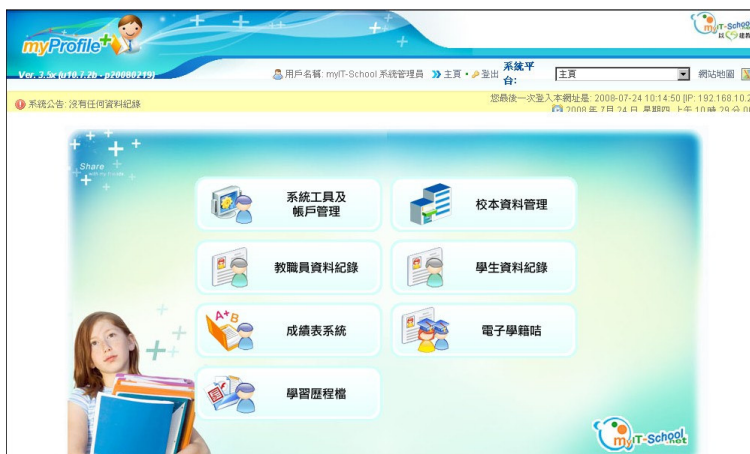 myProfile+
Ver. 3.5x (u10.7.2b - p20080219)
用戶名稱: myIT-School 系統管理員 主頁 • 登出 系統平台: 主頁 網站地圖
系統公告: 沒有任何資料紀錄
您最後一次登入本網址是: 2008-07-24 10:14:50 [IP: 192.168.10.2
2008 年 7月 24 日, 星期四, 上午 10 時 29 分
Share
系統工具及
帳戶管理
校本資料管理
教職員資料紀錄
學生資料紀錄
A+B
成績表系統
電子學籍咭
學習歷程檔
myIT-School.net